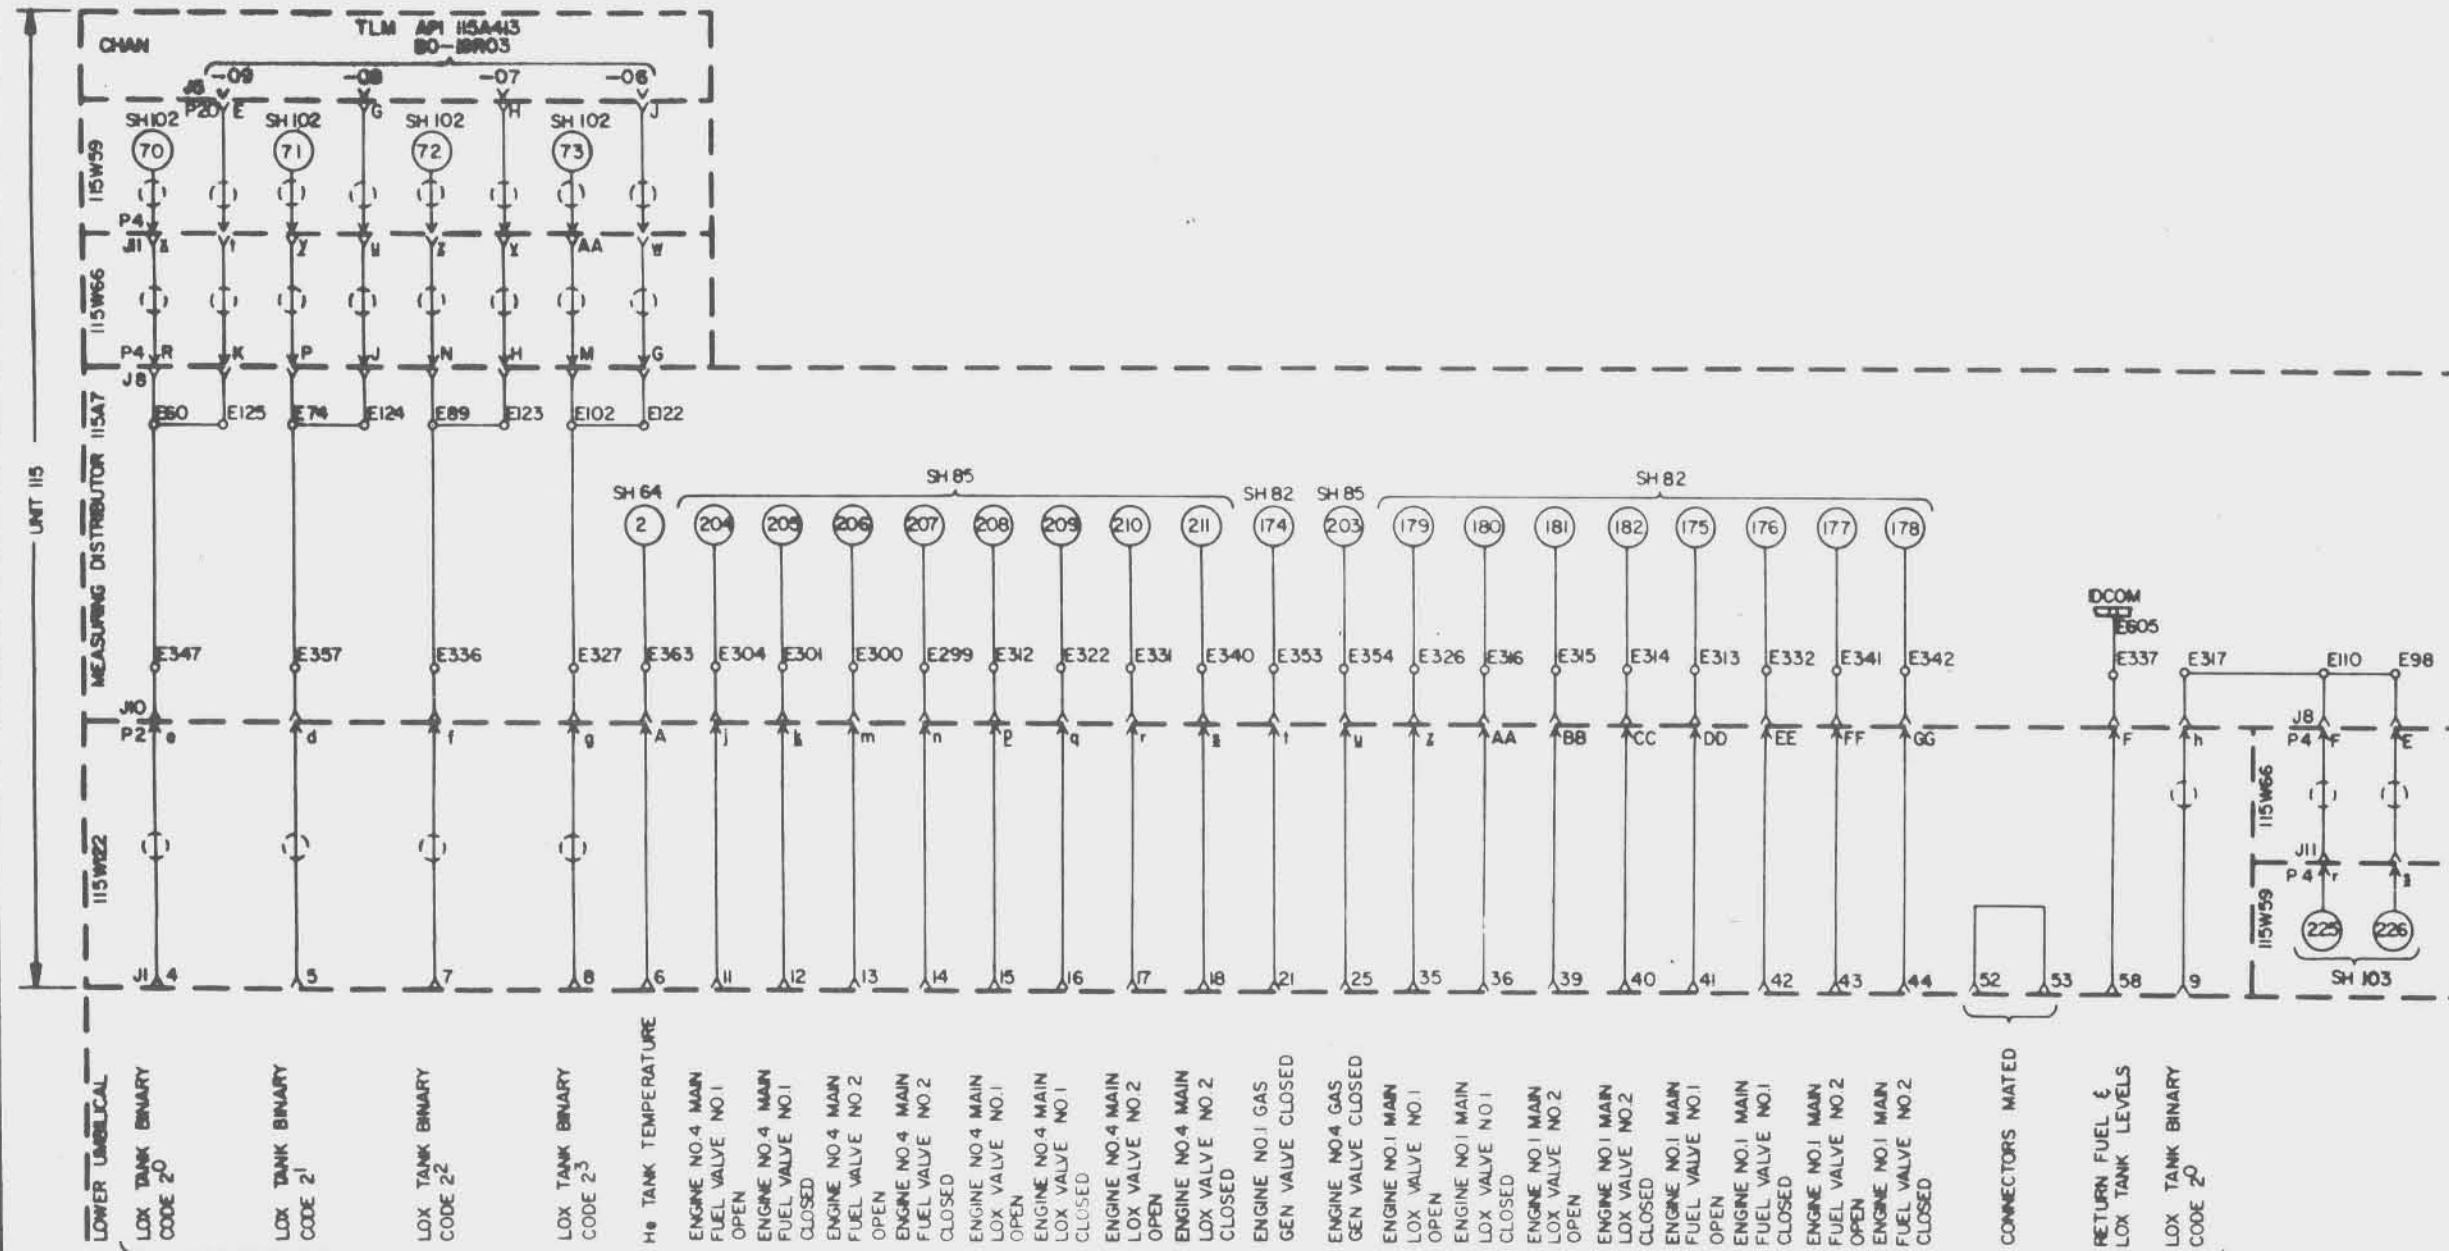 TLM API 115A413
CHAN
-09 -08 -07 -06
J5
P20 E G H J
SH 102 SH 102 SH 102 SH 102
70 71 72 73
115W59
P4
J11 t y u z v AA w
115W66
P4 R K P J N H M G
J8
E60 E125 E74 E124 E89 E123 E102 E122
UNIT 115
MEASURING DISTRIBUTOR 115A7
SH 64 SH 85 SH 82 SH 85 SH 82
2 204 205 206 207 208 209 210 211 174 203 179 180 181 182 175 176 177 178
IDCOM
E605
E347 E357 E336 E327 E363 E304 E301 E300 E299 E312 E322 E331 E340 E353 E354 E326 E316 E315 E314 E313 E332 E341 E342 E337 E317 E110 E98
J10 J8
P2 e d f g A j k m n p q r s t u z AA BB CC DD EE FF GG F h P4 F E
115W66
115W122
J11
P4 r s
115W59
225 226
SH 103
J1 4 5 7 8 6 11 12 13 14 15 16 17 18 21 25 35 36 39 40 41 42 43 44 52 53 58 9
LOWER UMBILICAL
LOX TANK BINARY
CODE 2⁰
LOX TANK BINARY
CODE 2¹
LOX TANK BINARY
CODE 2²
LOX TANK BINARY
CODE 2³
He TANK TEMPERATURE
ENGINE NO.4 MAIN
FUEL VALVE NO.1
OPEN
ENGINE NO.4 MAIN
FUEL VALVE NO.1
CLOSED
ENGINE NO.4 MAIN
FUEL VALVE NO.2
OPEN
ENGINE NO.4 MAIN
FUEL VALVE NO.2
CLOSED
ENGINE NO.4 MAIN
LOX VALVE NO.1
OPEN
ENGINE NO.4 MAIN
LOX VALVE NO.1
CLOSED
ENGINE NO.4 MAIN
LOX VALVE NO.2
OPEN
ENGINE NO.4 MAIN
LOX VALVE NO.2
CLOSED
ENGINE NO.1 GAS
GEN VALVE CLOSED
ENGINE NO4 GAS
GEN VALVE CLOSED
ENGINE NO.1 MAIN
LOX VALVE NO.1
OPEN
ENGINE NO.1 MAIN
LOX VALVE NO.1
CLOSED
ENGINE NO.1 MAIN
LOX VALVE NO.2
OPEN
ENGINE NO.1 MAIN
LOX VALVE NO.2
CLOSED
ENGINE NO.1 MAIN
FUEL VALVE NO.1
OPEN
ENGINE NO.1 MAIN
FUEL VALVE NO.1
CLOSED
ENGINE NO.1 MAIN
FUEL VALVE NO.2
OPEN
ENGINE NO.1 MAIN
FUEL VALVE NO.2
CLOSED
CONNECTORS MATED
RETURN FUEL &
LOX TANK LEVELS
LOX TANK BINARY
CODE 2⁰